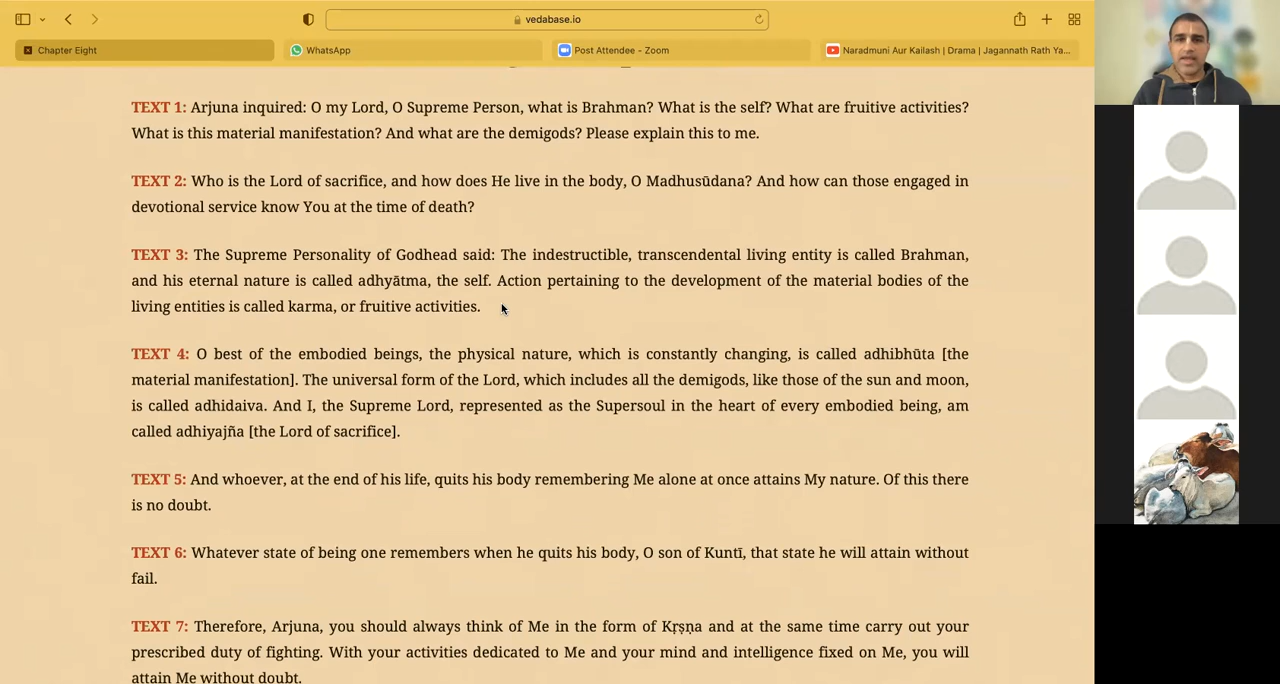 vedabase.io
Chapter Eight
WhatsApp
Post Attendee - Zoom
Naradmuni Aur Kailash | Drama | Jagannath Rath Ya...
TEXT 1: Arjuna inquired: O my Lord, O Supreme Person, what is Brahman? What is the self? What are fruitive activities?
What is this material manifestation? And what are the demigods? Please explain this to me.
TEXT 2: Who is the Lord of sacrifice, and how does He live in the body, O Madhusūdana? And how can those engaged in
devotional service know You at the time of death?
TEXT 3: The Supreme Personality of Godhead said: The indestructible, transcendental living entity is called Brahman,
and his eternal nature is called adhyātma, the self. Action pertaining to the development of the material bodies of the
living entities is called karma, or fruitive activities.
TEXT 4: O best of the embodied beings, the physical nature, which is constantly changing, is called adhibhūta [the
material manifestation]. The universal form of the Lord, which includes all the demigods, like those of the sun and moon,
is called adhidaiva. And I, the Supreme Lord, represented as the Supersoul in the heart of every embodied being, am
called adhiyajña [the Lord of sacrifice].
TEXT 5: And whoever, at the end of his life, quits his body remembering Me alone at once attains My nature. Of this there
is no doubt.
TEXT 6: Whatever state of being one remembers when he quits his body, O son of Kuntī, that state he will attain without
fail.
TEXT 7: Therefore, Arjuna, you should always think of Me in the form of Kṛṣṇa and at the same time carry out your
prescribed duty of fighting. With your activities dedicated to Me and your mind and intelligence fixed on Me, you will
attain Me without doubt.